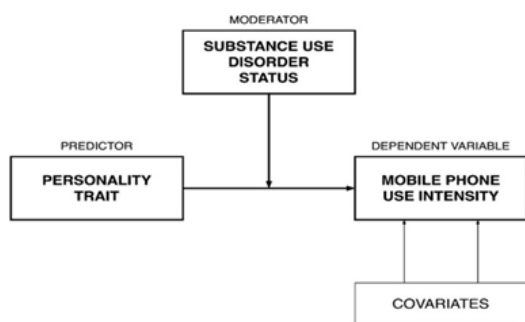 MODERATOR
SUBSTANCE USE
DISORDER
STATUS
PREDICTOR
PERSONALITY
TRAIT
DEPENDENT VARIABLE
MOBILE PHONE
USE INTENSITY
COVARIATES